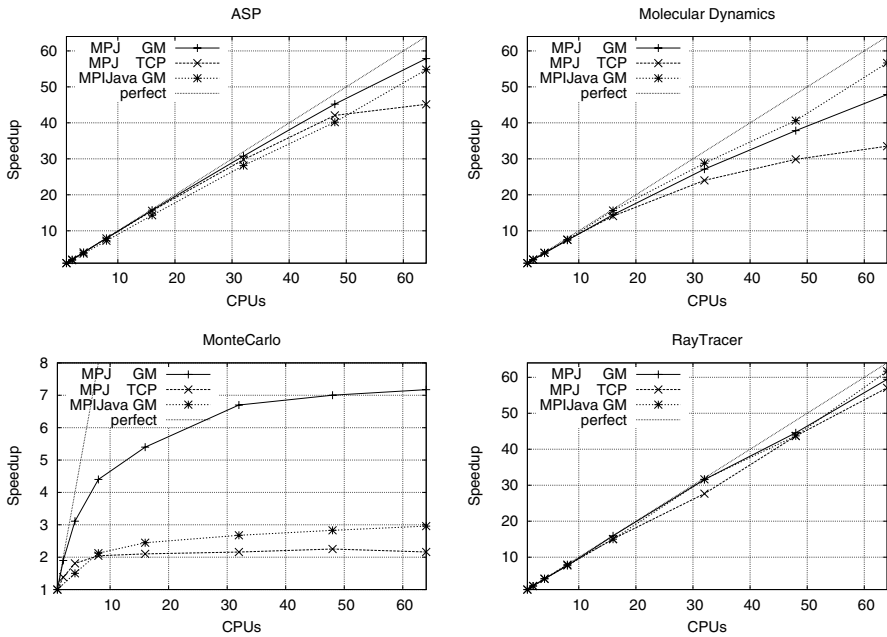 ASP
Speedup
60
50
40
30
20
10
MPJ GM
MPJ TCP
MPIJava GM
perfect
10 20 30 40 50 60
CPUs
Molecular Dynamics
Speedup
60
50
40
30
20
10
MPJ GM
MPJ TCP
MPIJava GM
perfect
10 20 30 40 50 60
CPUs
MonteCarlo
Speedup
8
7
6
5
4
3
2
1
MPJ GM
MPJ TCP
MPIJava GM
perfect
10 20 30 40 50 60
CPUs
RayTracer
Speedup
60
50
40
30
20
10
MPJ GM
MPJ TCP
MPIJava GM
perfect
10 20 30 40 50 60
CPUs